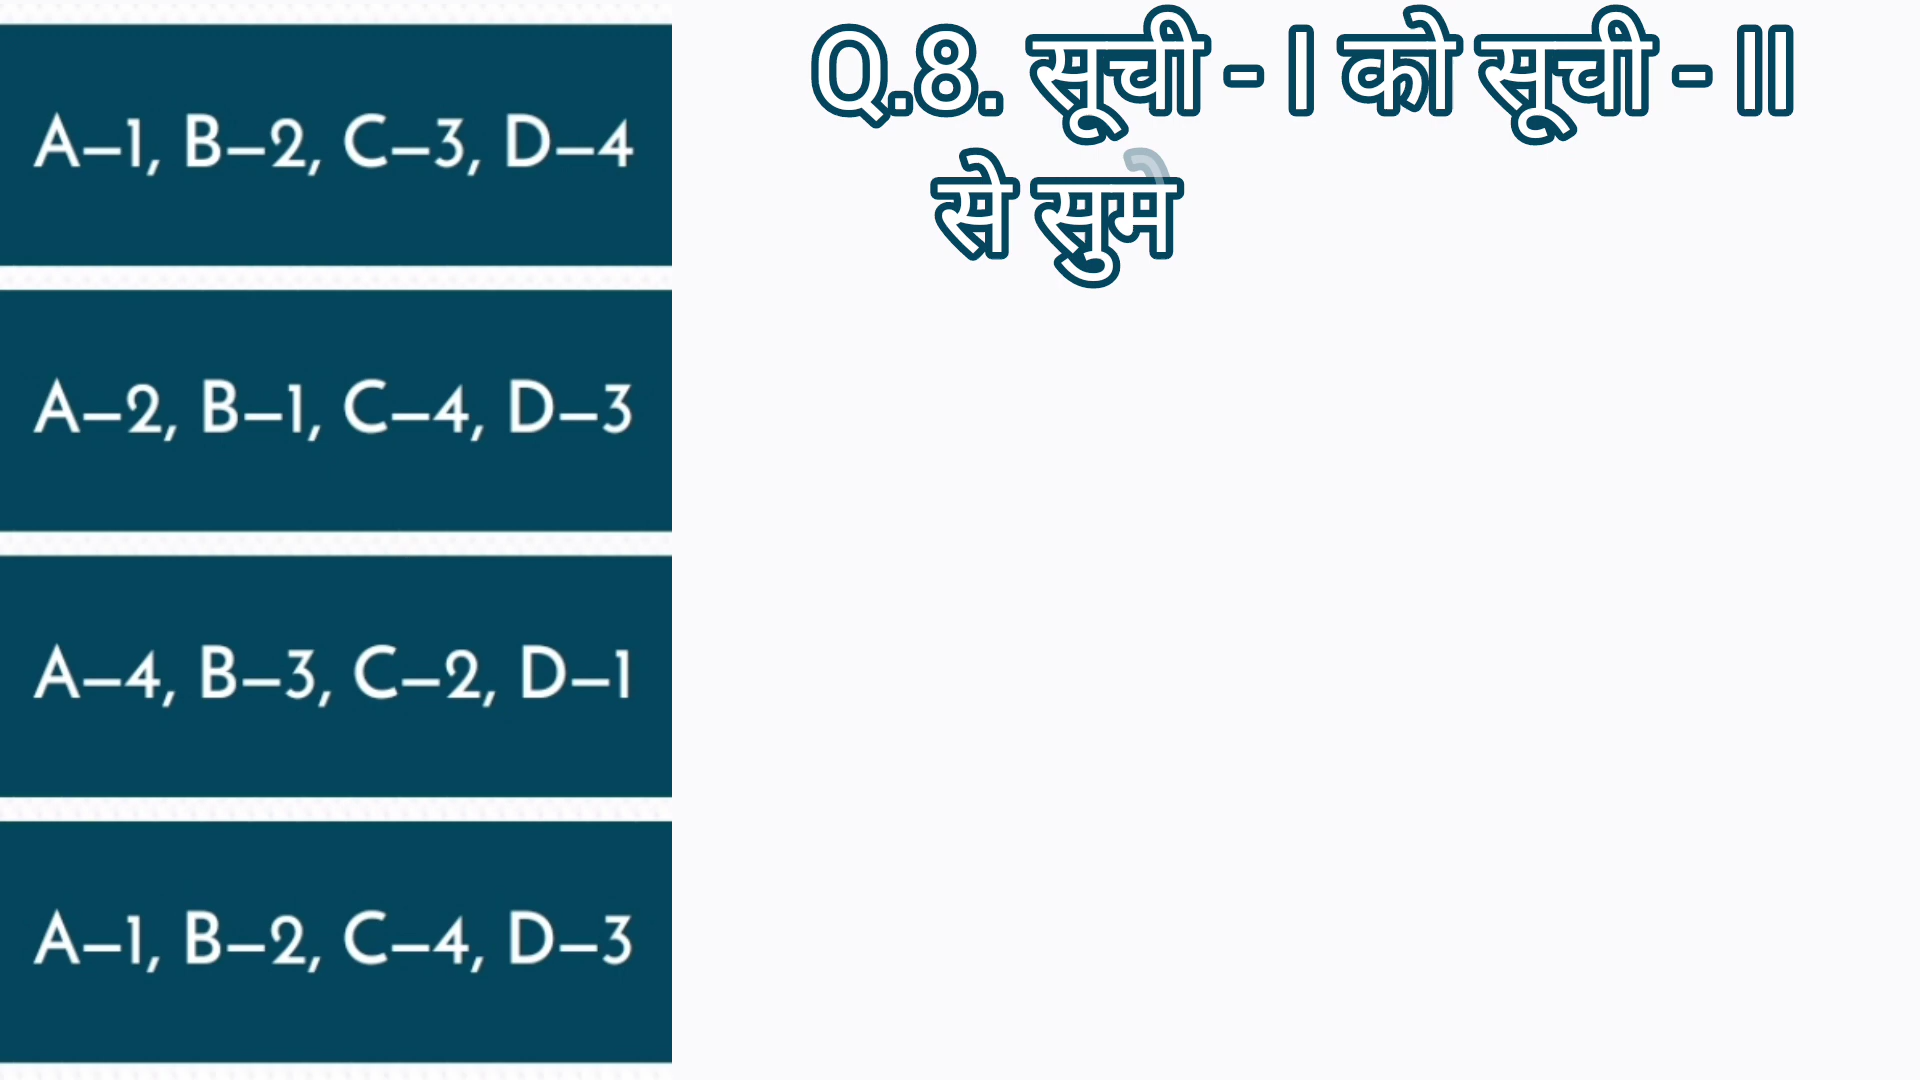 A–1, B–2, C–3, D–4
A–2, B–1, C–4, D–3
A–4, B–3, C–2, D–1
A–1, B–2, C–4, D–3
Q.8. सूची - I को सूची - II
से सुमे